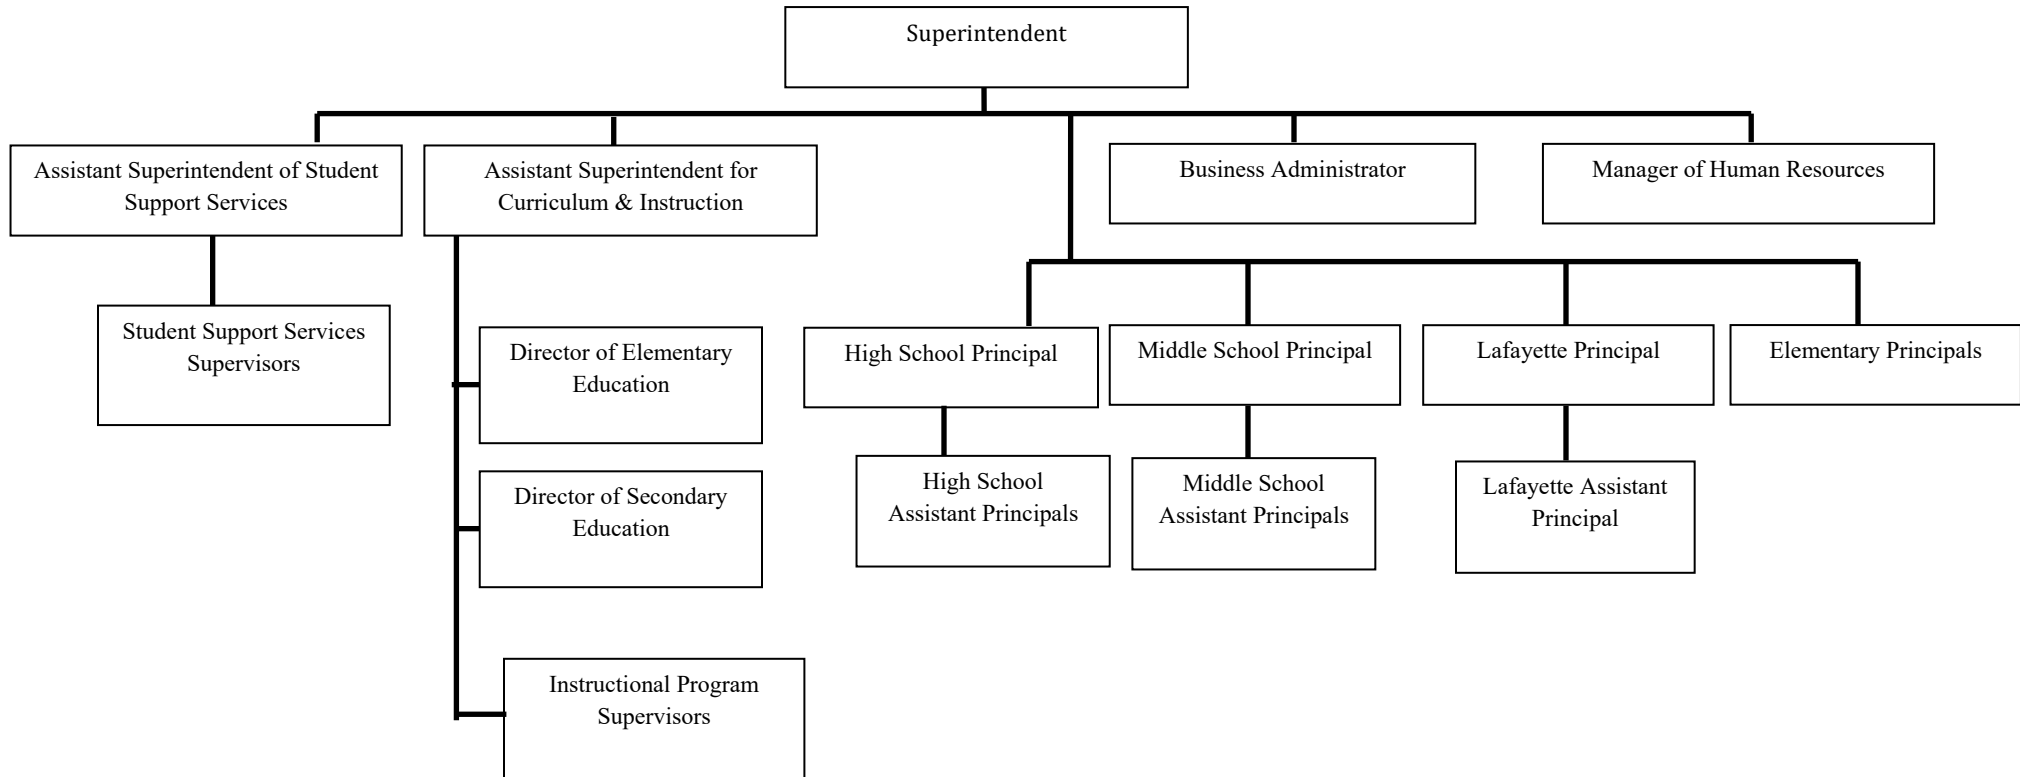 Superintendent
Assistant Superintendent of Student
Support Services
Assistant Superintendent for
Curriculum & Instruction
Business Administrator
Manager of Human Resources
Student Support Services
Supervisors
Director of Elementary
Education
Director of Secondary
Education
Instructional Program
Supervisors
High School Principal
Middle School Principal
Lafayette Principal
Elementary Principals
High School
Assistant Principals
Middle School
Assistant Principals
Lafayette Assistant
Principal